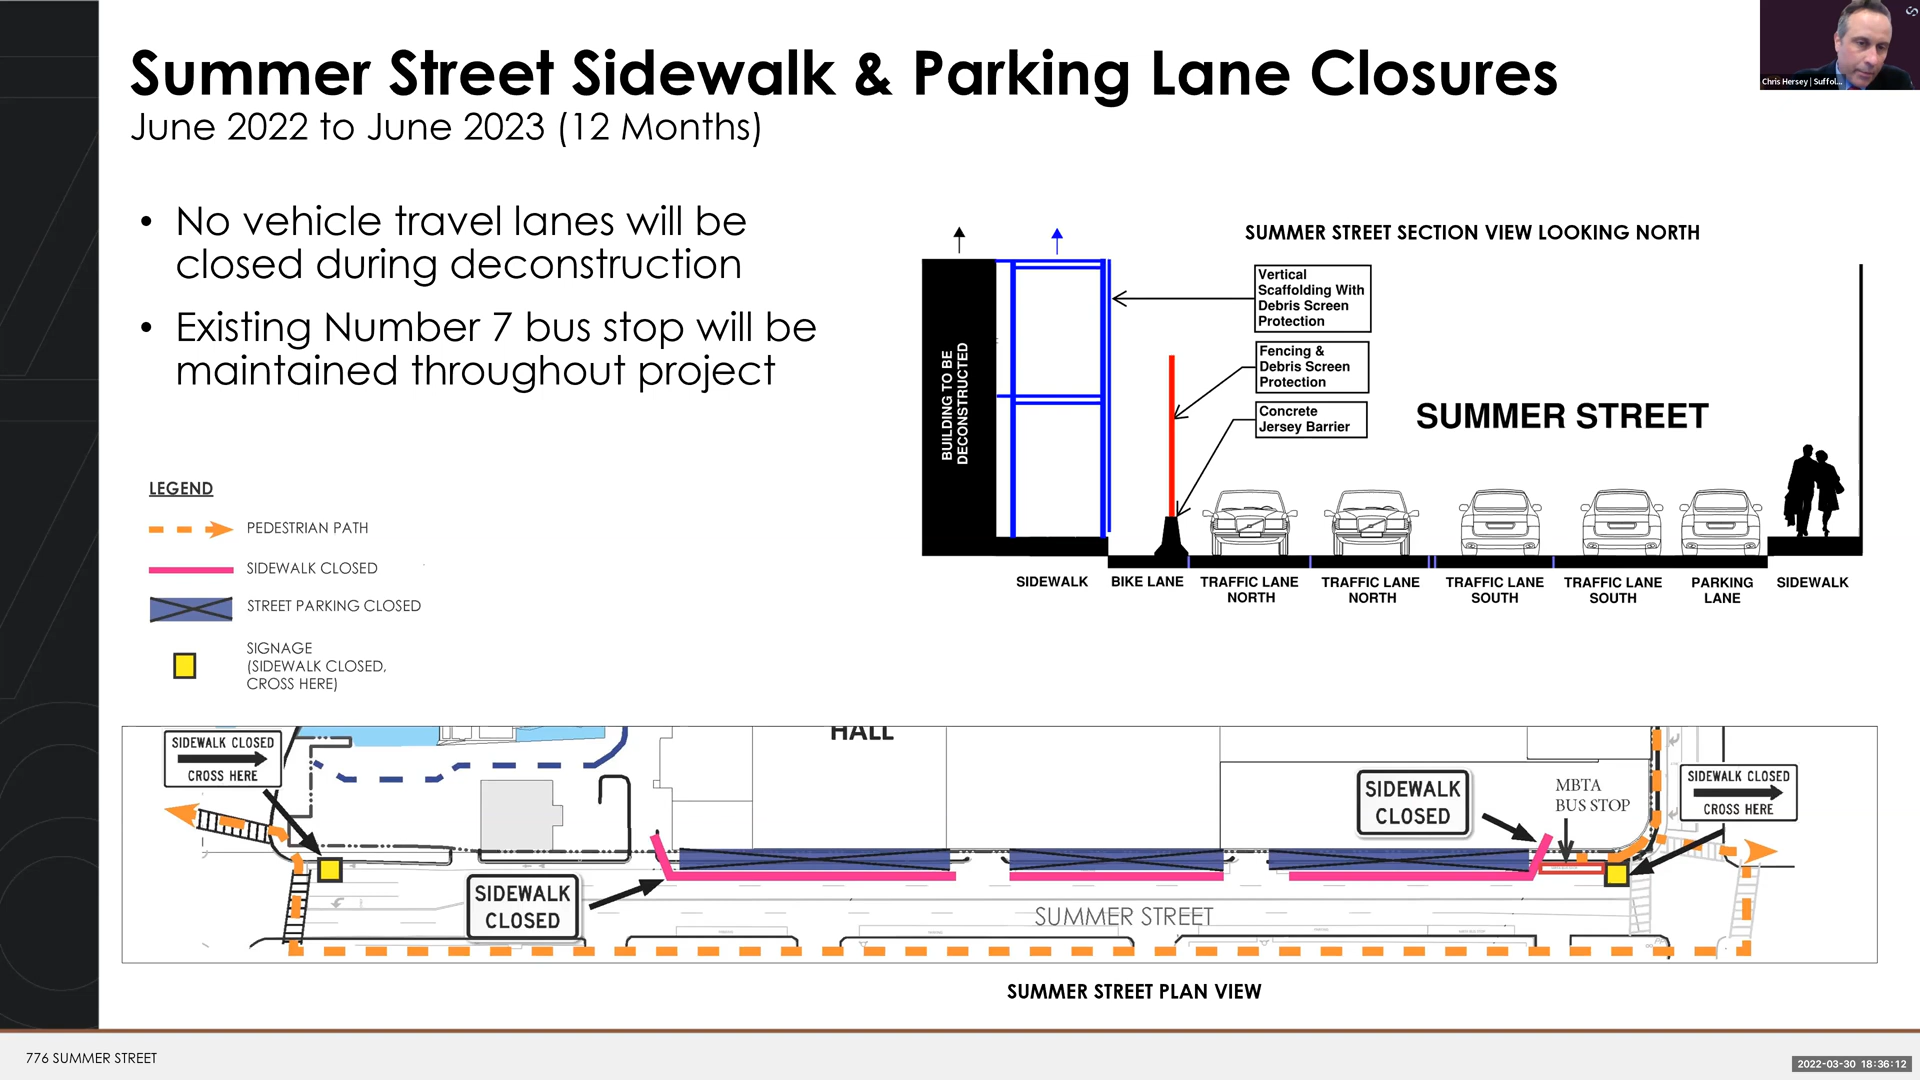 Summer Street Sidewalk & Parking Lane Closures
June 2022 to June 2023 (12 Months)
Chris Hersey | Suffol...
• No vehicle travel lanes will be
closed during deconstruction
• Existing Number 7 bus stop will be
maintained throughout project
LEGEND
PEDESTRIAN PATH
SIDEWALK CLOSED
STREET PARKING CLOSED
SIGNAGE
(SIDEWALK CLOSED,
CROSS HERE)
SUMMER STREET SECTION VIEW LOOKING NORTH
BUILDING TO BE
DECONSTRUCTED
Vertical
Scaffolding With
Debris Screen
Protection
Fencing &
Debris Screen
Protection
Concrete
Jersey Barrier
SUMMER STREET
SIDEWALK
BIKE LANE
TRAFFIC LANE
NORTH
TRAFFIC LANE
NORTH
TRAFFIC LANE
SOUTH
TRAFFIC LANE
SOUTH
PARKING
LANE
SIDEWALK
SIDEWALK CLOSED
CROSS HERE
HALL
SIDEWALK
CLOSED
SIDEWALK
CLOSED
MBTA
BUS STOP
SIDEWALK CLOSED
CROSS HERE
SUMMER STREET
SUMMER STREET PLAN VIEW
776 SUMMER STREET
2022-03-30 18:36:12